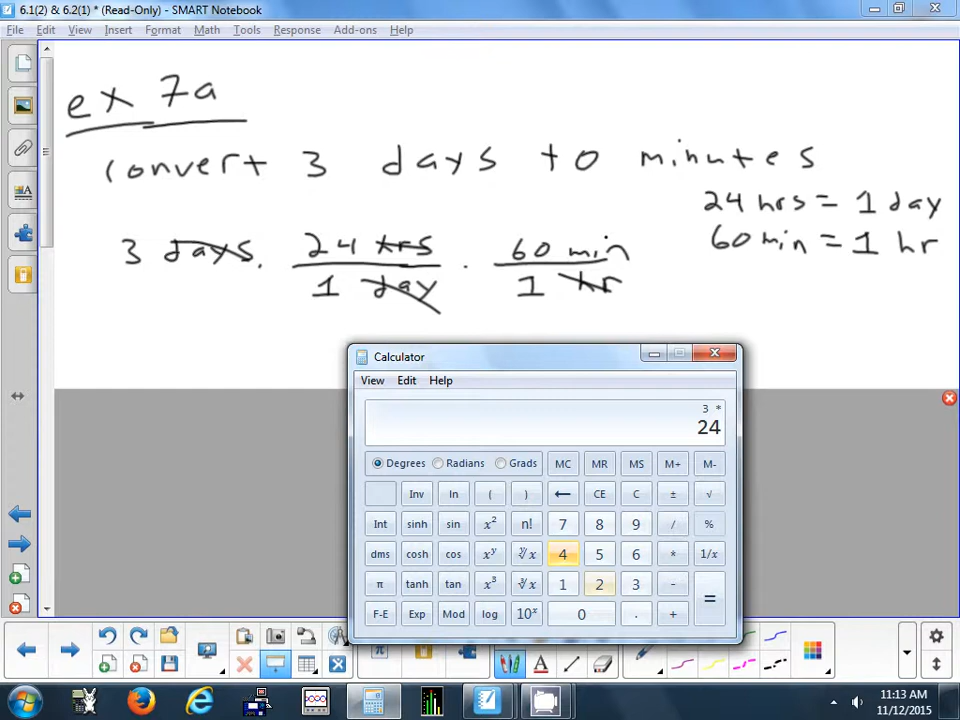 6.1(2) & 6.2(1) * (Read-Only) - SMART Notebook
File Edit View Insert Format Math Tools Response Add-ons Help
ex 7a
convert 3 days to minutes
24 hrs = 1 day
60 min = 1 hr
3 days . 24 hrs . 60 min
1 day 1 hr
Calculator
View Edit Help
3 *
24
Degrees Radians Grads MC MR MS M+ M-
Inv ln ( ) ← CE C ± √
Int sinh sin x² n! 7 8 9 / %
dms cosh cos xʸ ʸ√x 4 5 6 * 1/x
π tanh tan x³ ³√x 1 2 3 - =
F-E Exp Mod log 10ˣ 0 . +
A
11:13 AM
11/12/2015